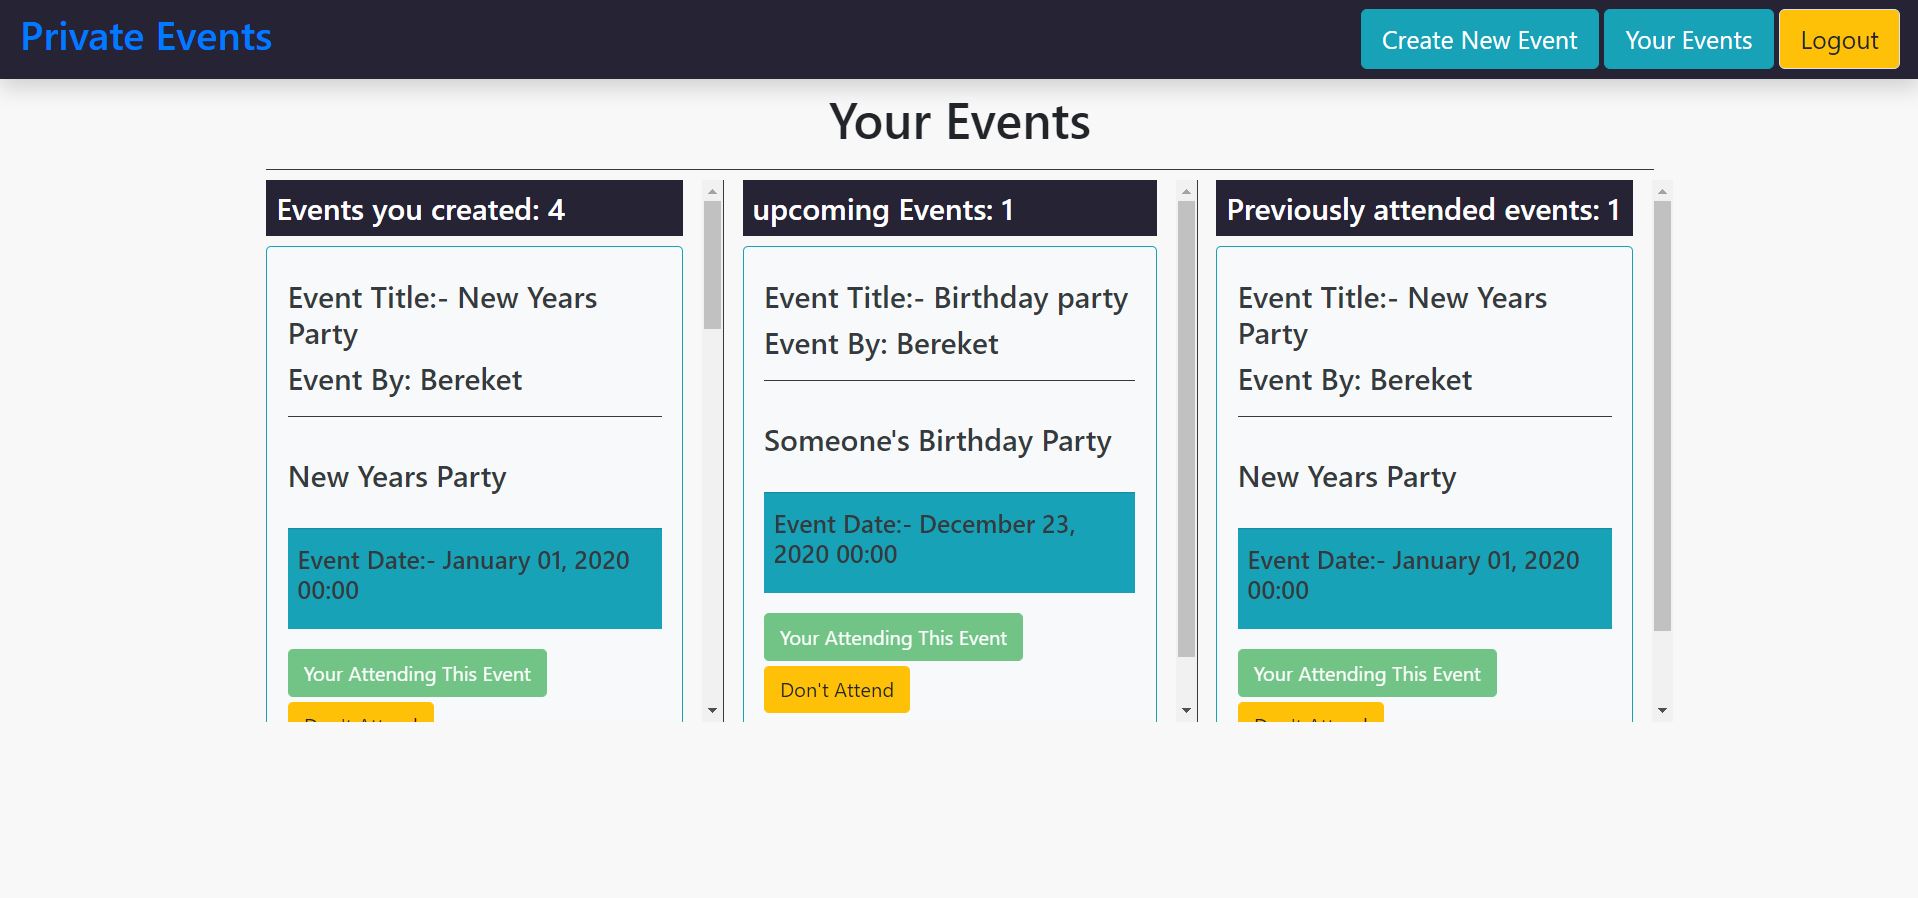 Private Events
Create New Event
Your Events
Logout
Your Events
Events you created: 4
Event Title:- New Years
Party
Event By: Bereket
New Years Party
Event Date:- January 01, 2020
00:00
Your Attending This Event
Don't Attend
upcoming Events: 1
Event Title:- Birthday party
Event By: Bereket
Someone's Birthday Party
Event Date:- December 23,
2020 00:00
Your Attending This Event
Don't Attend
Previously attended events: 1
Event Title:- New Years
Party
Event By: Bereket
New Years Party
Event Date:- January 01, 2020
00:00
Your Attending This Event
Don't Attend